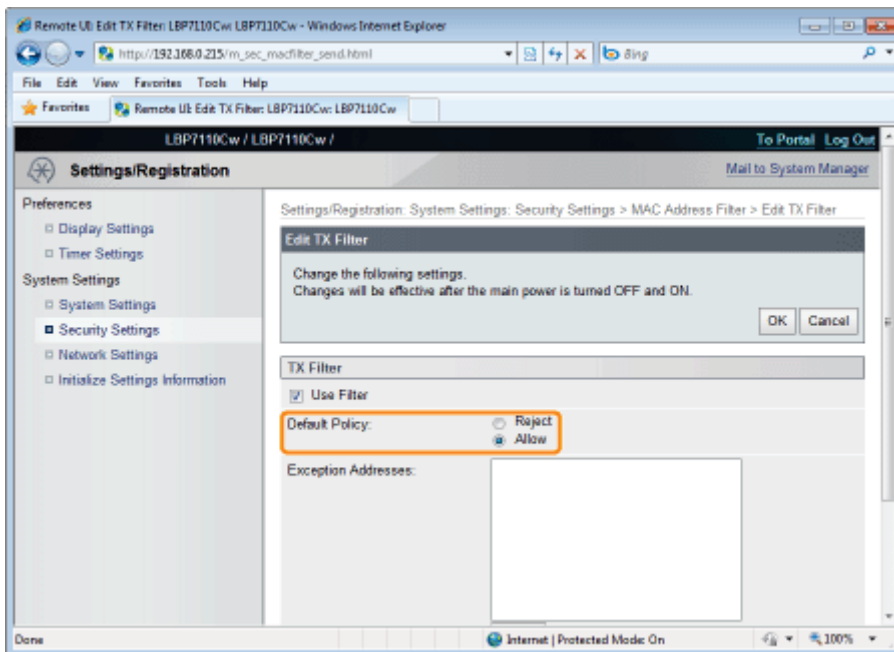 Remote UI: Edit TX Filter: LBP7110Cw: LBP7110Cw - Windows Internet Explorer
http://192.168.0.215/m_sec_macfilter_send.html
Bing
File Edit View Favorites Tools Help
Favorites
Remote UI: Edit TX Filter: LBP7110Cw: LBP7110Cw
LBP7110Cw / LBP7110Cw /
To Portal Log Out
Settings/Registration
Mail to System Manager
Preferences
Display Settings
Timer Settings
System Settings
System Settings
Security Settings
Network Settings
Initialize Settings Information
Settings/Registration: System Settings: Security Settings > MAC Address Filter > Edit TX Filter
Edit TX Filter
Change the following settings.
Changes will be effective after the main power is turned OFF and ON.
OK Cancel
TX Filter
Use Filter
Default Policy:
Reject
Allow
Exception Addresses:
Done
Internet | Protected Mode: On
100%